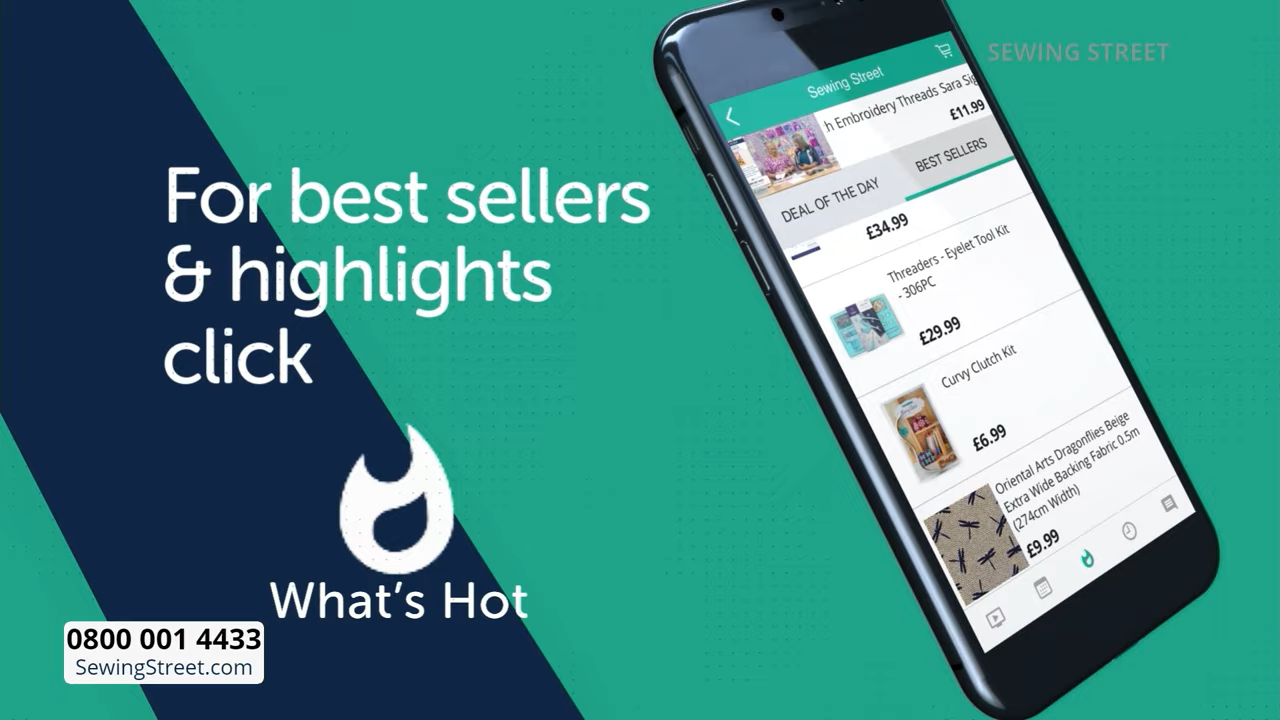 SEWING STREET
For best sellers
& highlights
click
What's Hot
0800 001 4433
SewingStreet.com
Sewing Street
Embroidery Threads Sara
£11.99
DEAL OF THE DAY
BEST SELLERS
£34.99
Threaders - Eyelet Tool Kit
- 306PC
£29.99
Curvy Clutch Kit
£6.99
Oriental Arts Dragonflies Beige
Extra Wide Backing Fabric 0.5m
(274cm Width)
£9.99